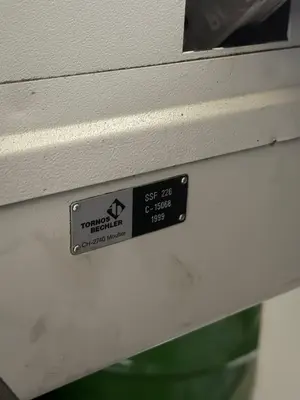 TORNOS
BECHLER
CH-2740 Moutier
SSF 226
C-15068
1999